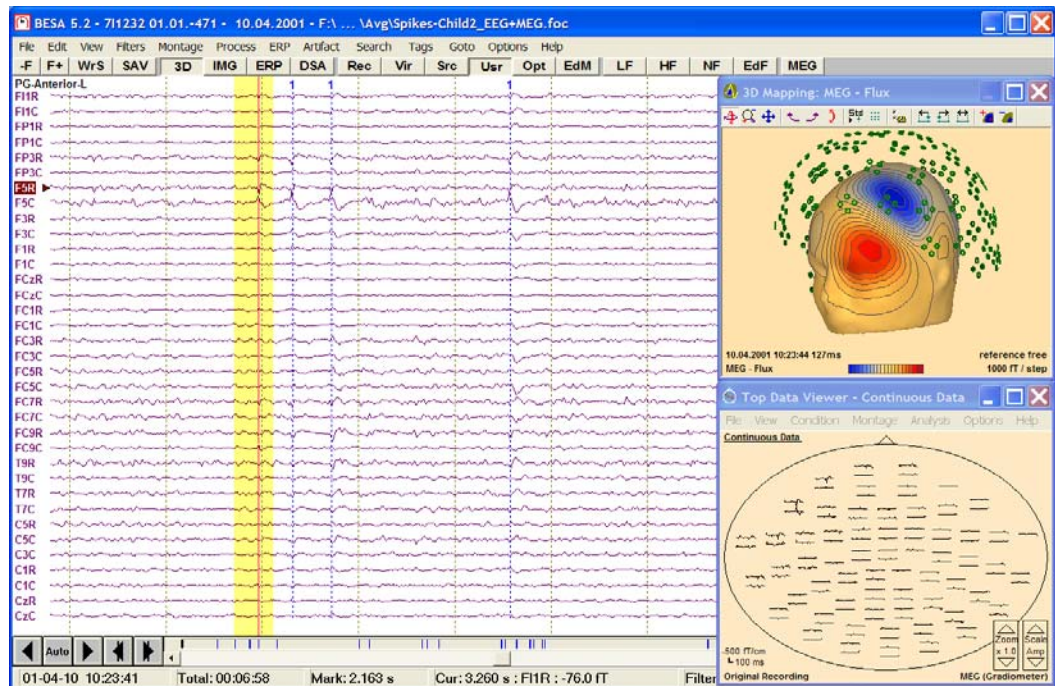 BESA 5.2 - 7I1232 01.01.-471 - 10.04.2001 - F:\ ... \Avg\Spikes-Child2_EEG+MEG.foc
File Edit View Filters Montage Process ERP Artifact Search Tags Goto Options Help
-F F+ WrS SAV 3D IMG ERP DSA Rec Vir Src Usr Opt EdM LF HF NF EdF MEG
PG-Anterior-L
1 1 1
FI1R
FI1C
FP1R
FP1C
FP3R
FP3C
F5R
F5C
F3R
F3C
F1R
F1C
FCzR
FCzC
FC1R
FC1C
FC3R
FC3C
FC5R
FC5C
FC7R
FC7C
FC9R
FC9C
T9R
T9C
T7R
T7C
C5R
C5C
C3C
C1R
C1C
CzR
CzC
Auto
01-04-10 10:23:41 Total: 00:06:58 Mark: 2.163 s Cur: 3.260 s : FI1R : -76.0 fT Filter
3D Mapping: MEG - Flux
Std
10.04.2001 10:23:44 127ms reference free
MEG - Flux 1000 fT / step
Top Data Viewer - Continuous Data
File View Condition Montage Analysis Options Help
Continuous Data
Zoom Scale
x 1.0 Amp
-500 fT/cm
100 ms
Original Recording MEG (Gradiometer)